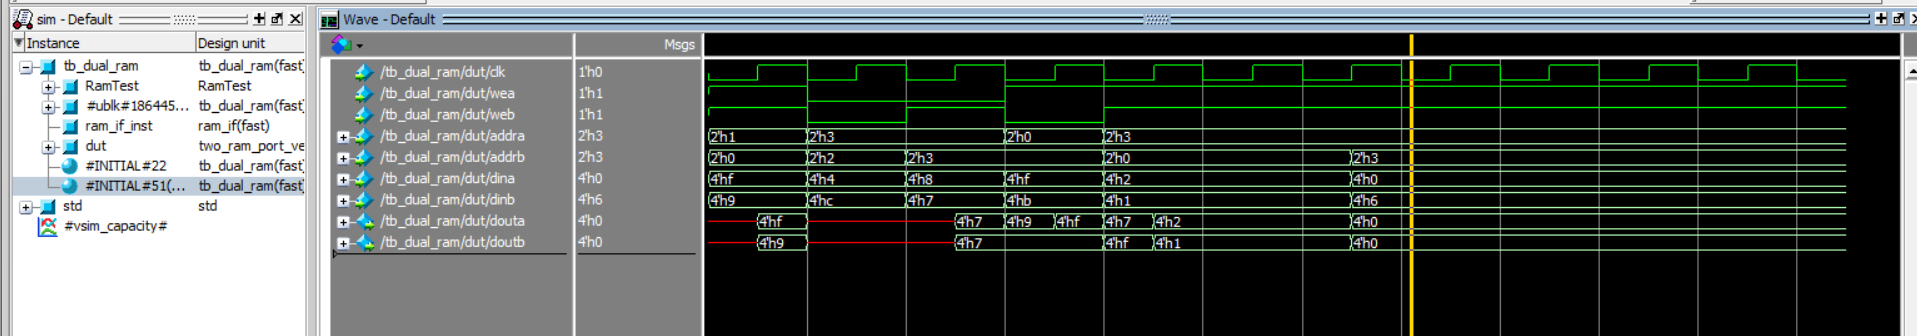 sim - Default
Instance Design unit
tb_dual_ram tb_dual_ram(fast)
RamTest RamTest
#ublk#186445... tb_dual_ram(fast)
ram_if_inst ram_if(fast)
dut two_ram_port_ve
#INITIAL#22 tb_dual_ram(fast)
#INITIAL#51(... tb_dual_ram(fast)
std std
#vsim_capacity#
Wave - Default
Msgs
/tb_dual_ram/dut/clk 1'h0
/tb_dual_ram/dut/wea 1'h1
/tb_dual_ram/dut/web 1'h1
/tb_dual_ram/dut/addra 2'h3 2'h1 2'h3 2'h0 2'h3
/tb_dual_ram/dut/addrb 2'h3 2'h0 2'h2 2'h3 2'h0 2'h3
/tb_dual_ram/dut/dina 4'h0 4'hf 4'h4 4'h8 4'hf 4'h2 4'h0
/tb_dual_ram/dut/dinb 4'h6 4'h9 4'hc 4'h7 4'hb 4'h1 4'h6
/tb_dual_ram/dut/douta 4'h0 4'hf 4'h7 4'h9 4'hf 4'h7 4'h2 4'h0
/tb_dual_ram/dut/doutb 4'h0 4'h9 4'h7 4'hf 4'h1 4'h0